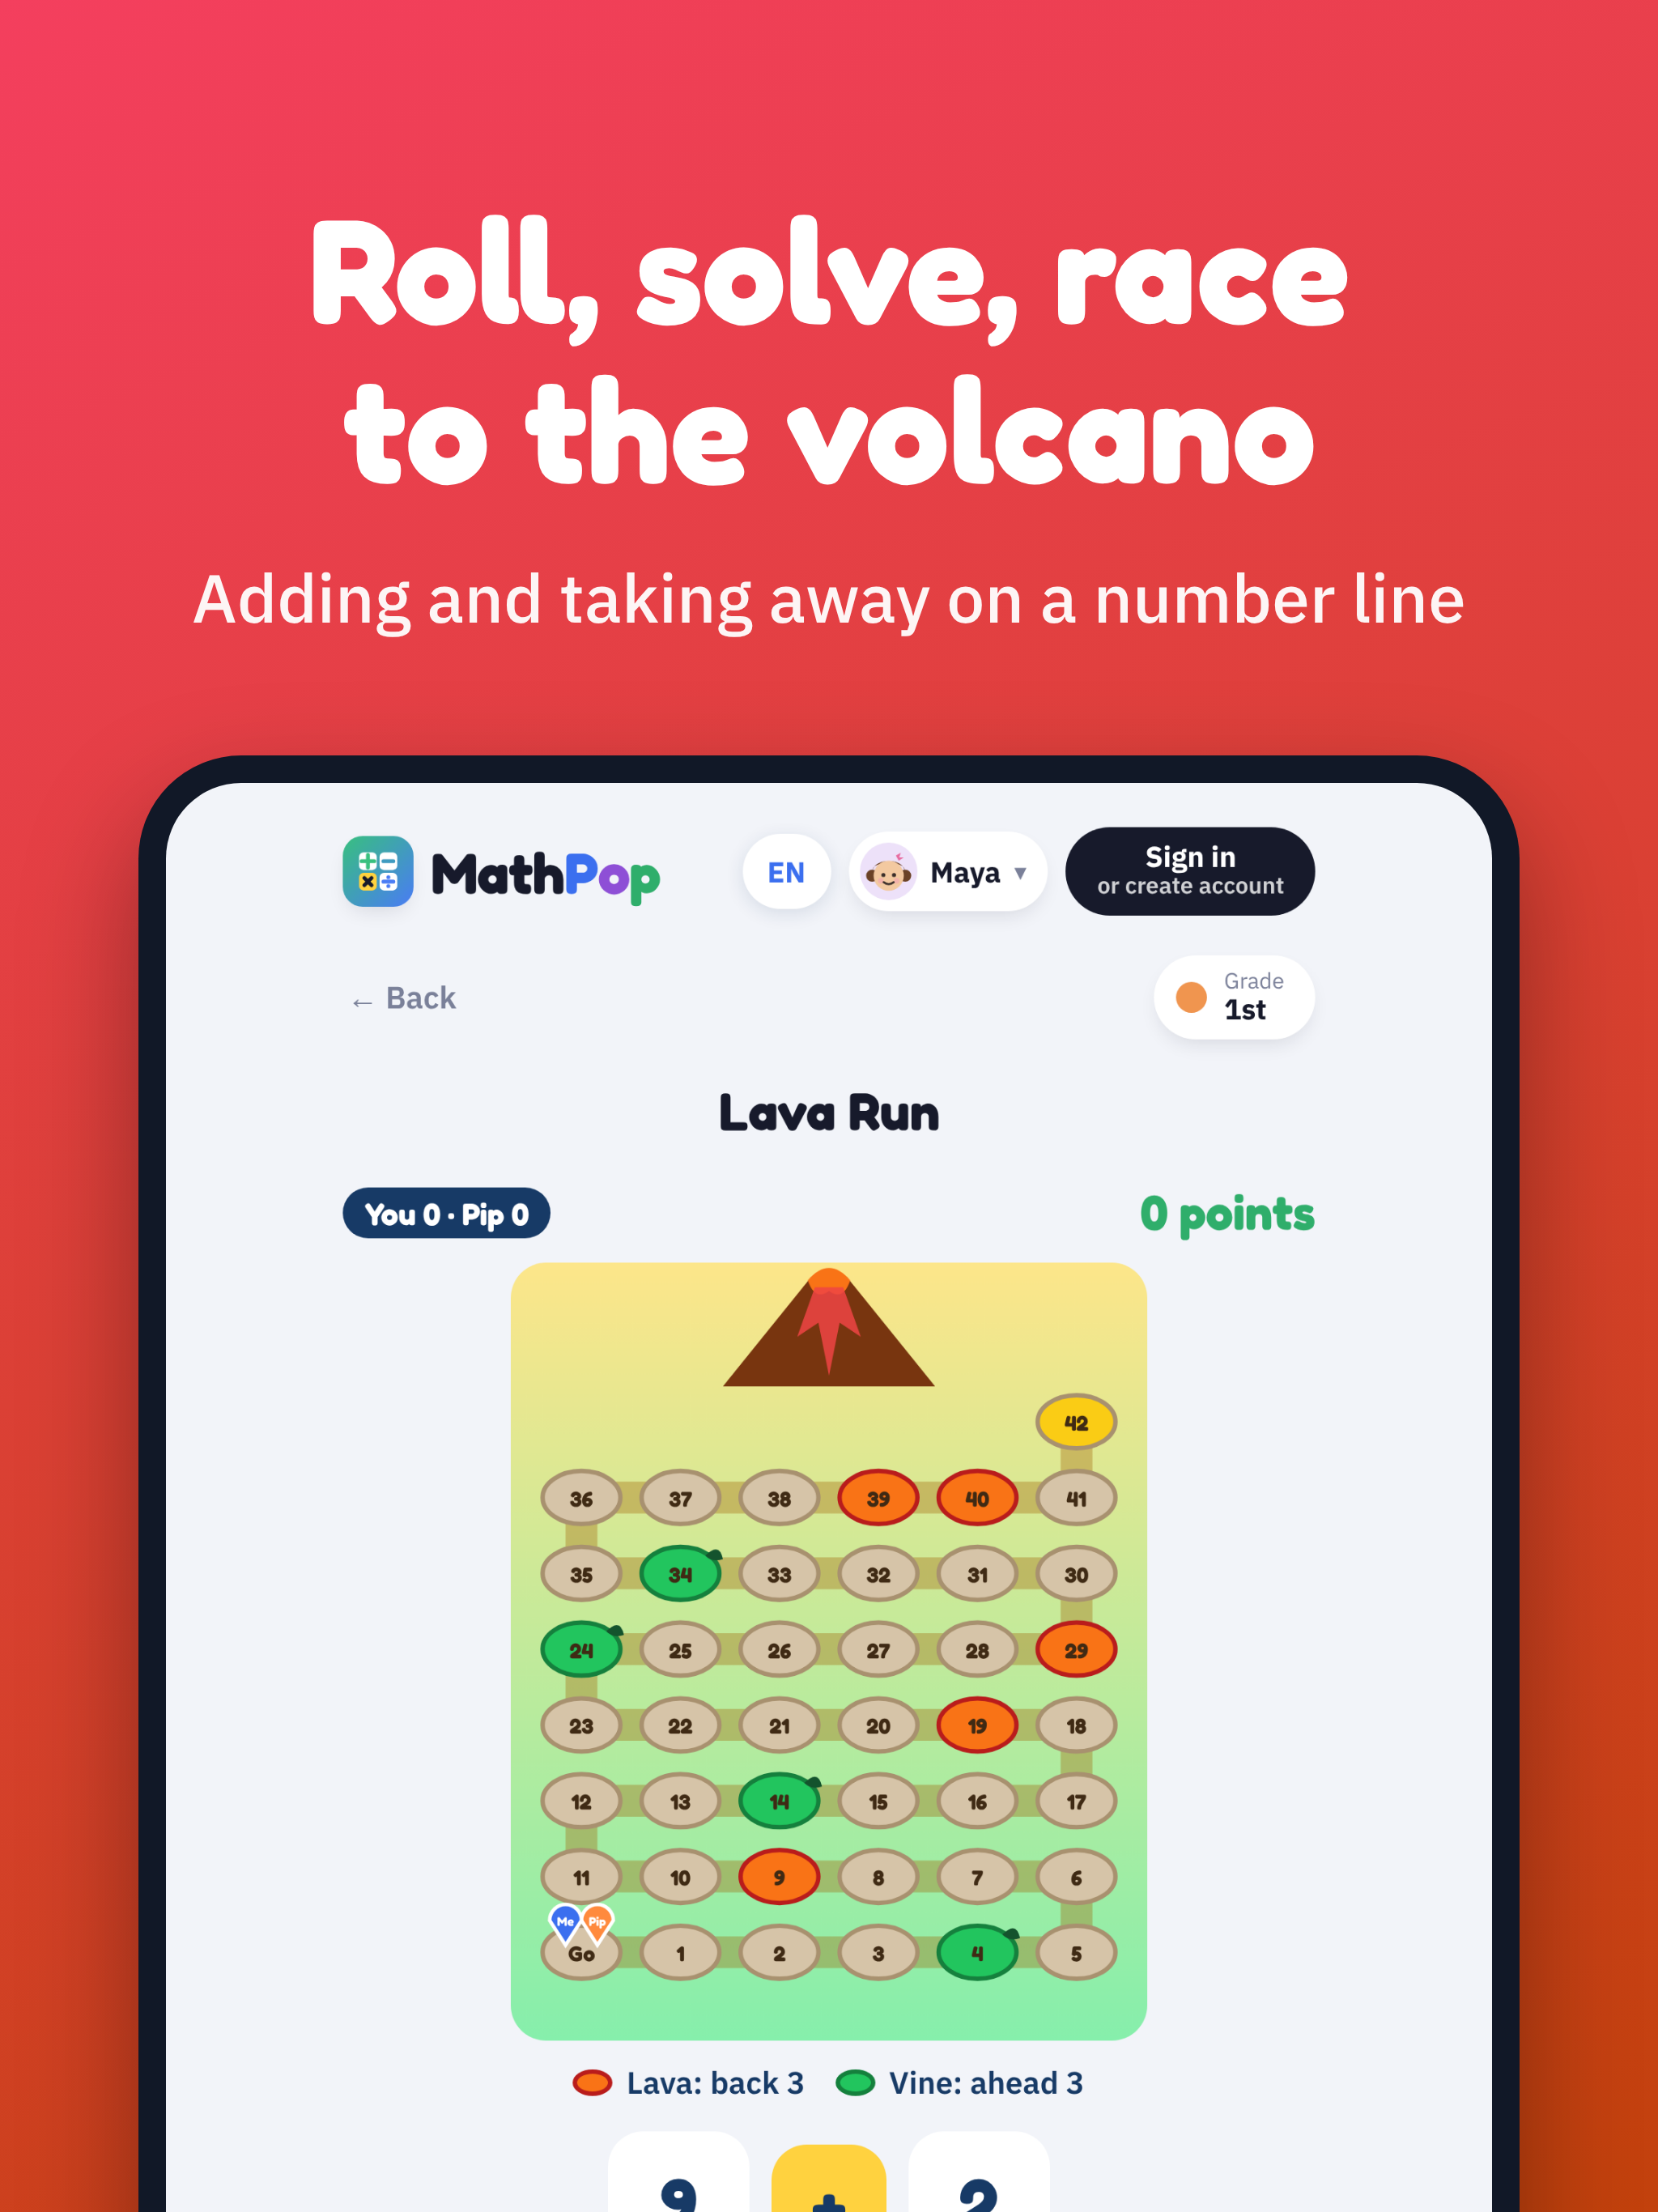 Roll, solve, race
to the volcano
Adding and taking away on a number line
MathPop
EN
Maya ▾
Sign in
or create account
← Back
Grade
1st
Lava Run
You 0 · Pip 0
0 points
42
36 37 38 39 40 41
35 34 33 32 31 30
24 25 26 27 28 29
23 22 21 20 19 18
12 13 14 15 16 17
11 10 9 8 7 6
Me Pip
Go 1 2 3 4 5
Lava: back 3 Vine: ahead 3
9 + 2